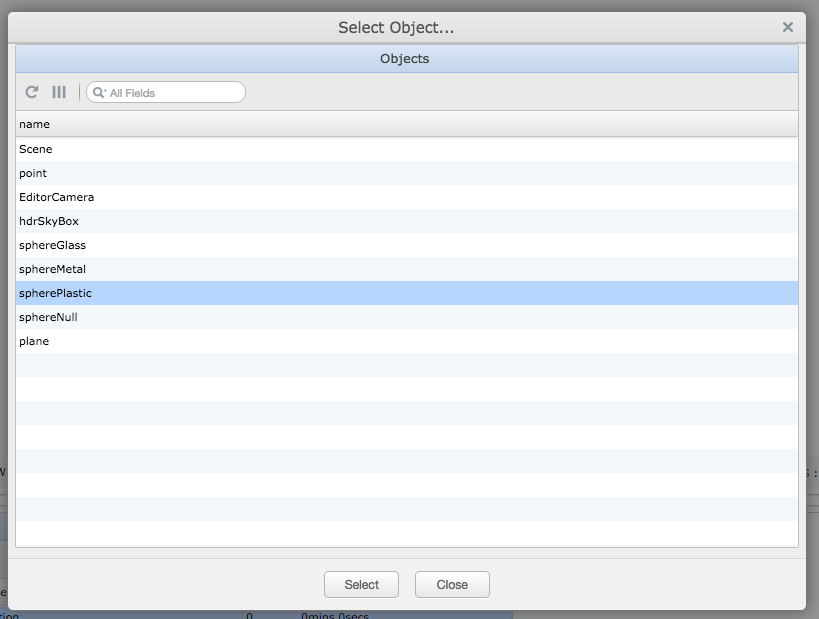 Select Object...
Objects
All Fields
name
Scene
point
EditorCamera
hdrSkyBox
sphereGlass
sphereMetal
spherePlastic
sphereNull
plane
Select
Close
0 0mins 0secs